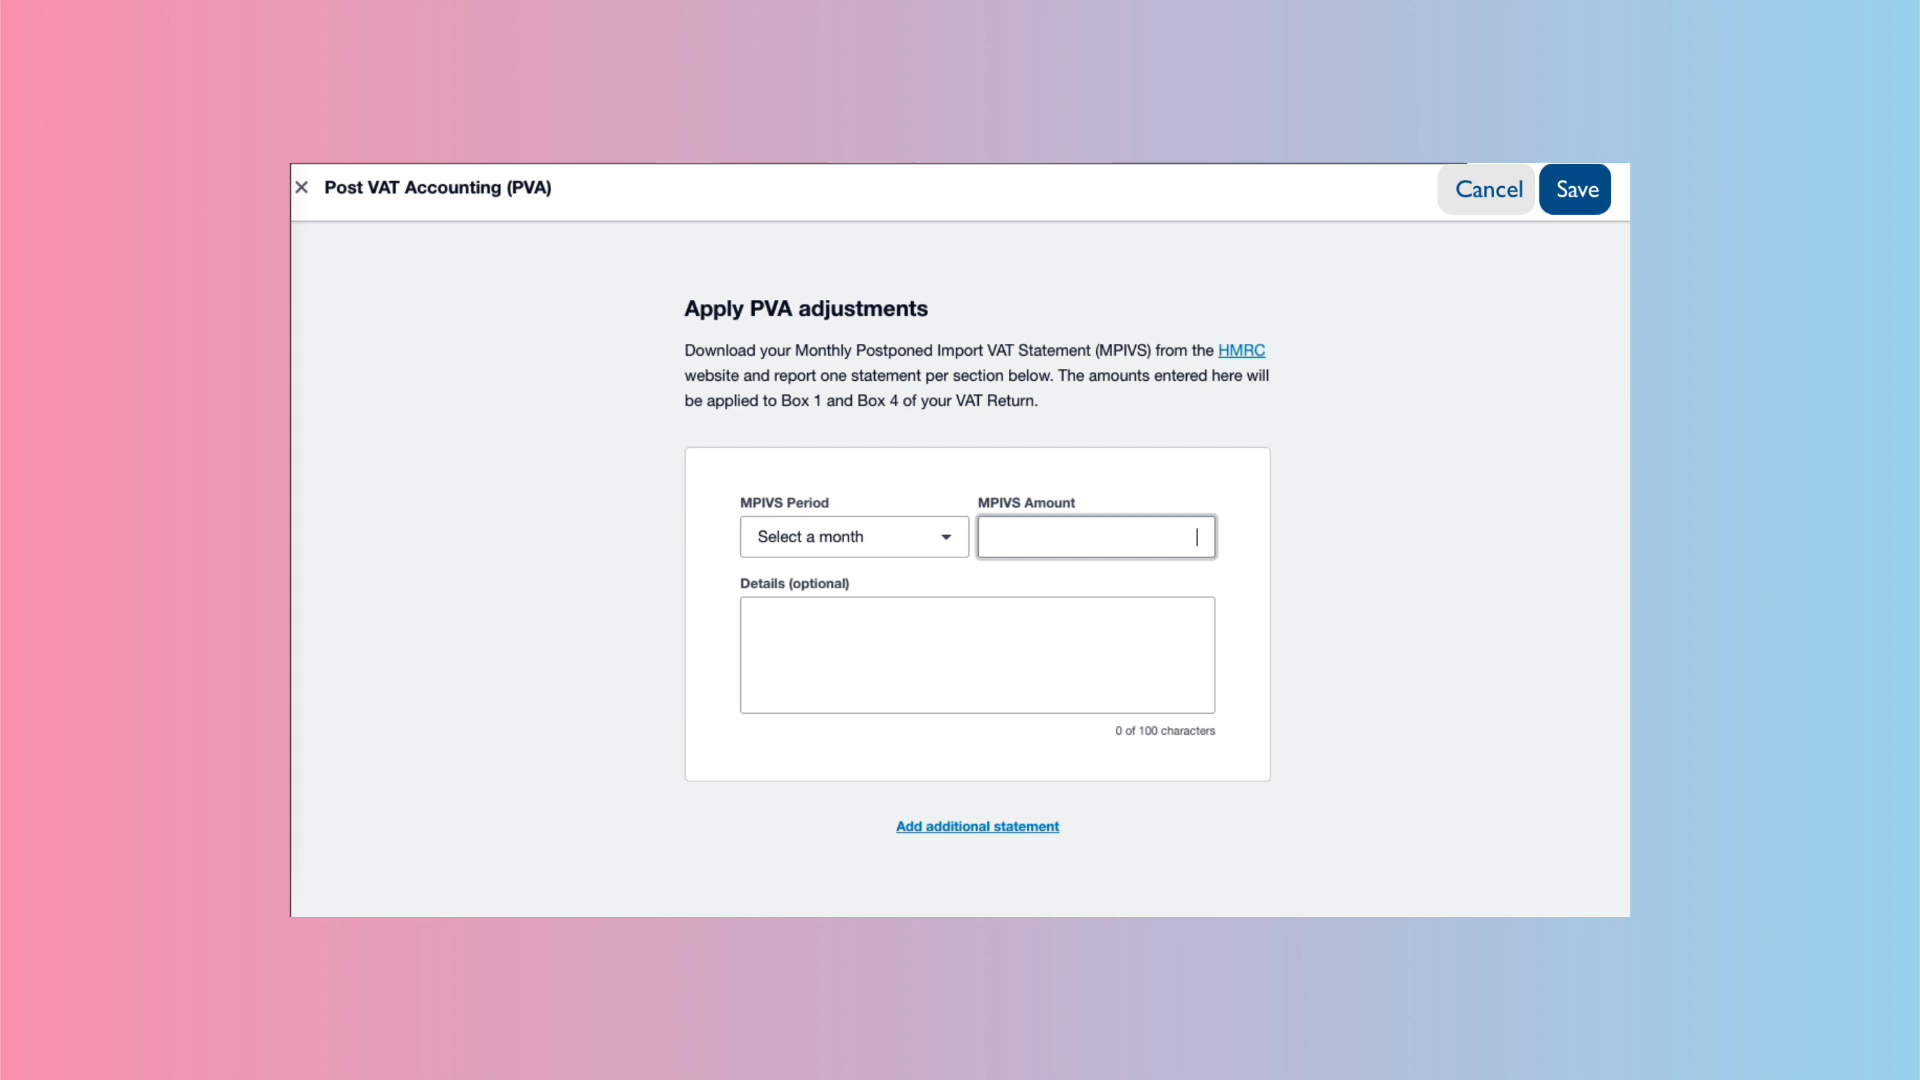 Post VAT Accounting (PVA)
Cancel
Save
Apply PVA adjustments
Download your Monthly Postponed Import VAT Statement (MPIVS) from the HMRC
website and report one statement per section below. The amounts entered here will
be applied to Box 1 and Box 4 of your VAT Return.
MPIVS Period
MPIVS Amount
Select a month
Details (optional)
0 of 100 characters
Add additional statement